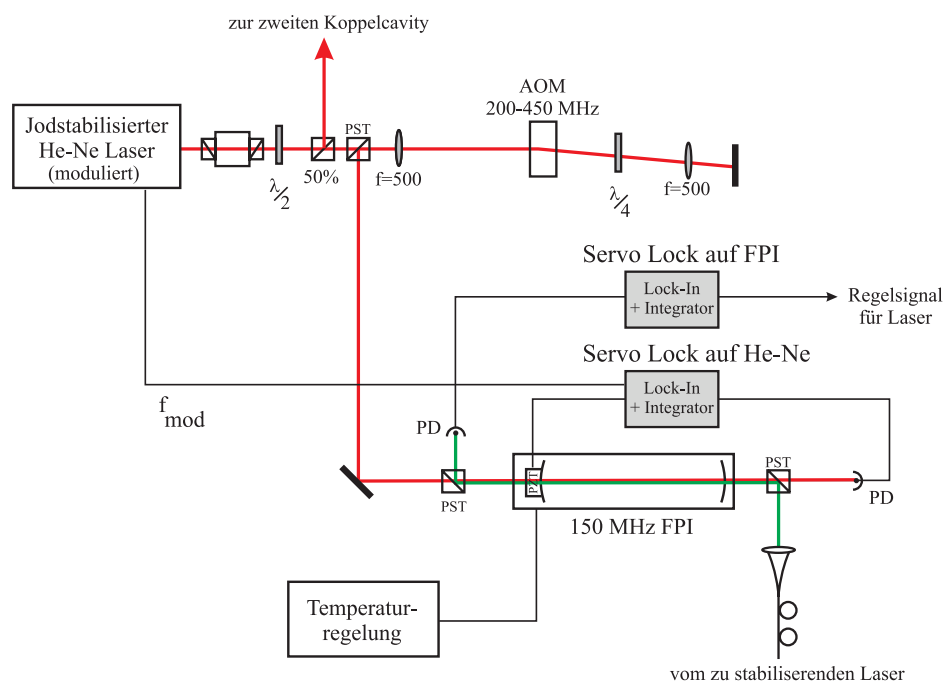 zur zweiten Koppelcavity
AOM
200-450 MHz
Jodstabilisierter
He-Ne Laser
(moduliert)
PST
λ/2
50%
f=500
λ/4
f=500
Servo Lock auf FPI
Lock-In
+ Integrator
Regelsignal
für Laser
Servo Lock auf He-Ne
Lock-In
+ Integrator
fmod
PD
PST
PZT
PST
PD
150 MHz FPI
Temperatur-
regelung
vom zu stabiliserenden Laser